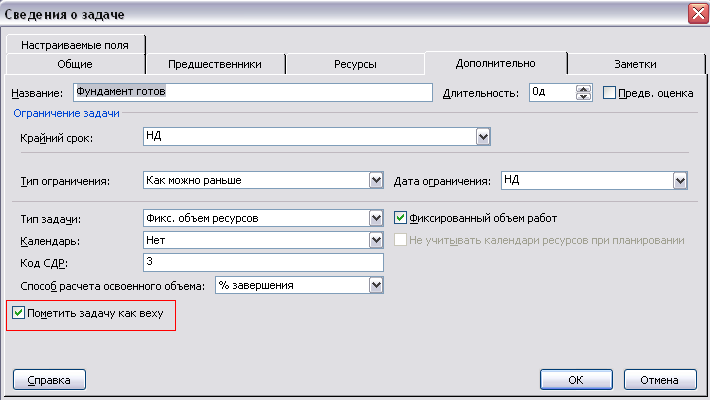 Сведения о задаче
Настраиваемые поля
Общие Предшественники Ресурсы Дополнительно Заметки
Название: Фундамент готов Длительность: 0д Предв. оценка
Ограничение задачи
Крайний срок: НД
Тип ограничения: Как можно раньше Дата ограничения: НД
Тип задачи: Фикс. объем ресурсов Фиксированный объем работ
Календарь: Нет Не учитывать календари ресурсов при планировании
Код СДР: 3
Способ расчета освоенного объема: % завершения
Пометить задачу как веху
Справка ОК Отмена